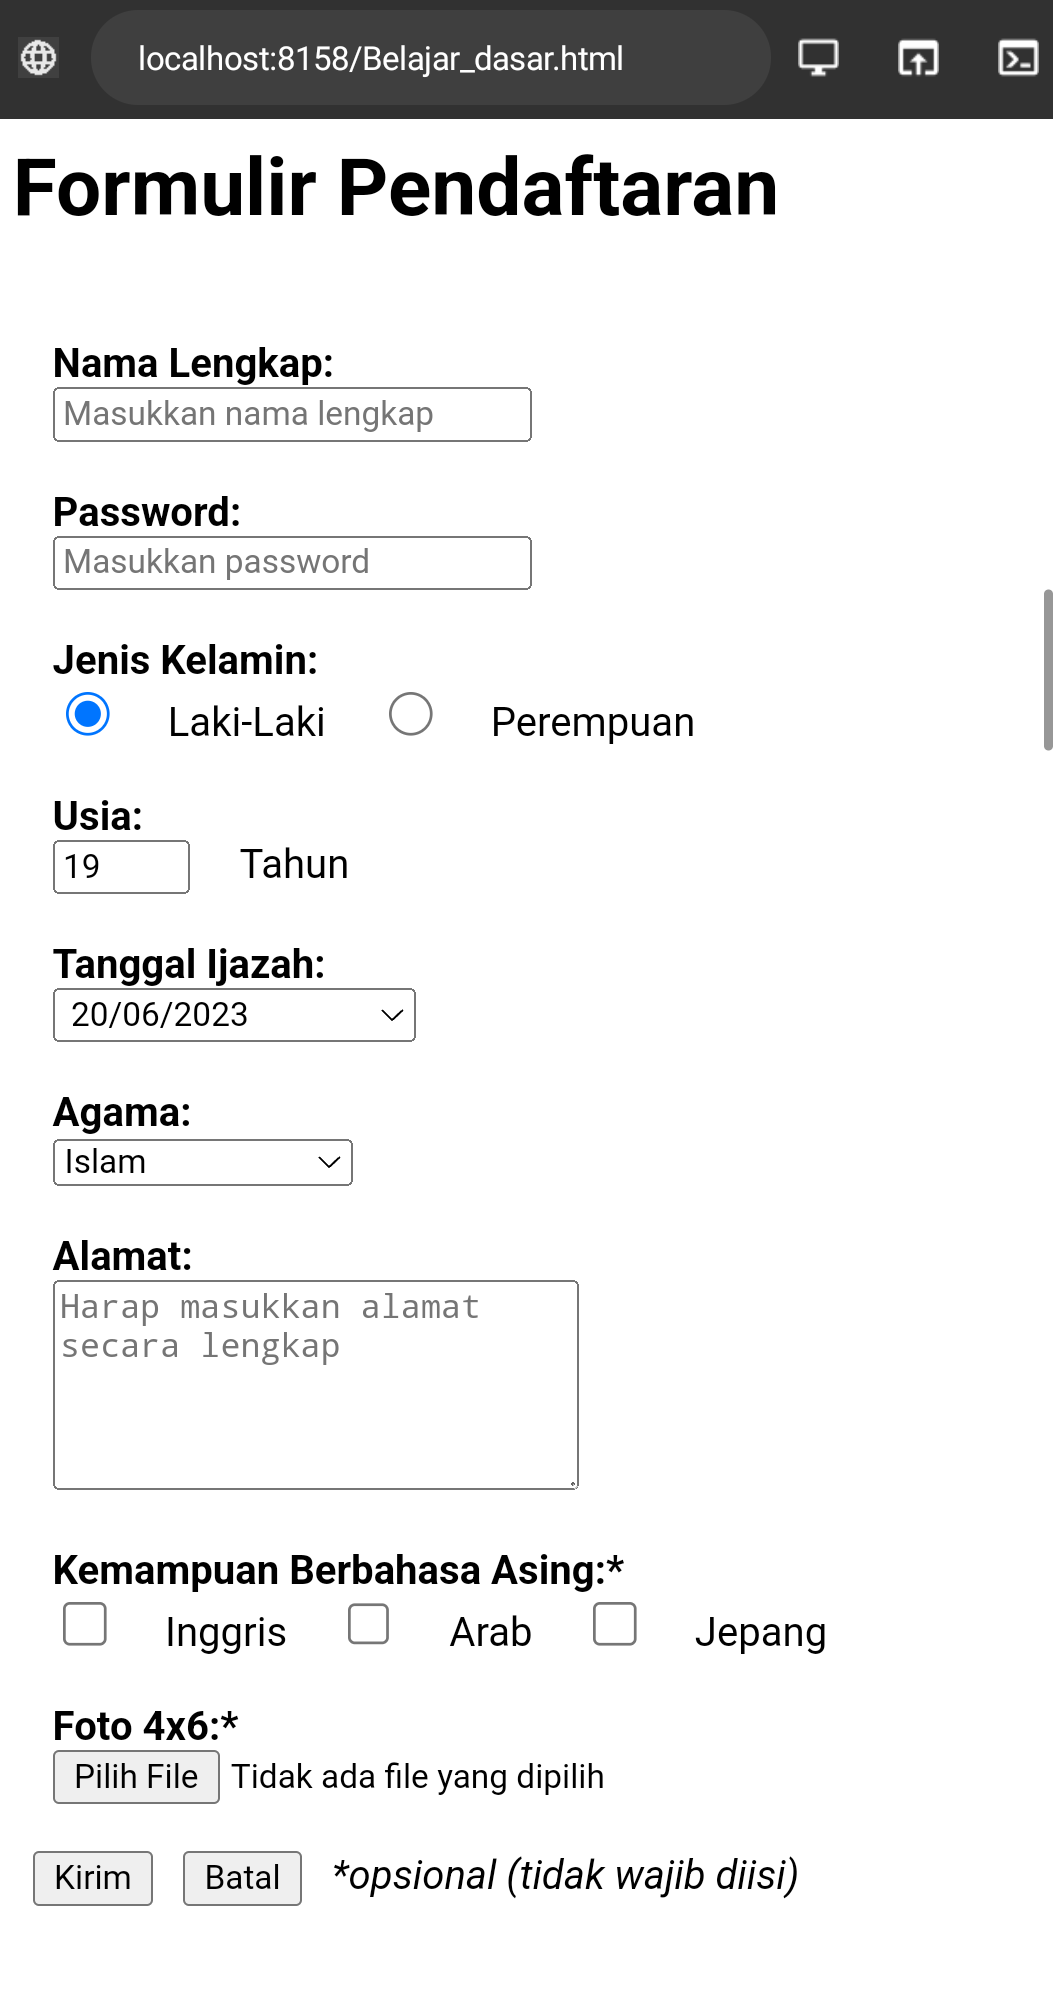 localhost:8158/Belajar_dasar.html
Formulir Pendaftaran
Nama Lengkap:
Masukkan nama lengkap
Password:
Masukkan password
Jenis Kelamin:
Laki-Laki Perempuan
Usia:
19 Tahun
Tanggal Ijazah:
20/06/2023
Agama:
Islam
Alamat:
Harap masukkan alamat
secara lengkap
Kemampuan Berbahasa Asing:*
Inggris Arab Jepang
Foto 4x6:*
Pilih File Tidak ada file yang dipilih
Kirim Batal *opsional (tidak wajib diisi)